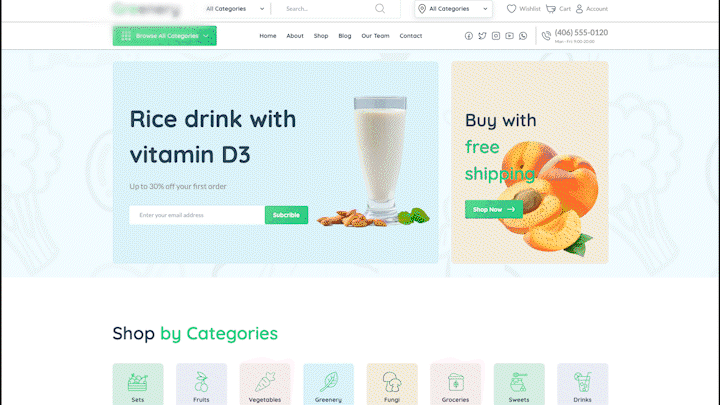 Greenery
All Categories
Search...
All Categories
Wishlist
Cart
Account
Browse All Categories
Home
About
Shop
Blog
Our Team
Contact
(406) 555-0120
Mon - Fri: 9:00-20:00
Rice drink with
vitamin D3
Up to 30% off your first order
Enter your email address
Subcrible
Buy with
free
shipping
Shop Now
Shop by Categories
Sets
Fruits
Vegetables
Greenery
Fungi
Groceries
Sweets
Drinks